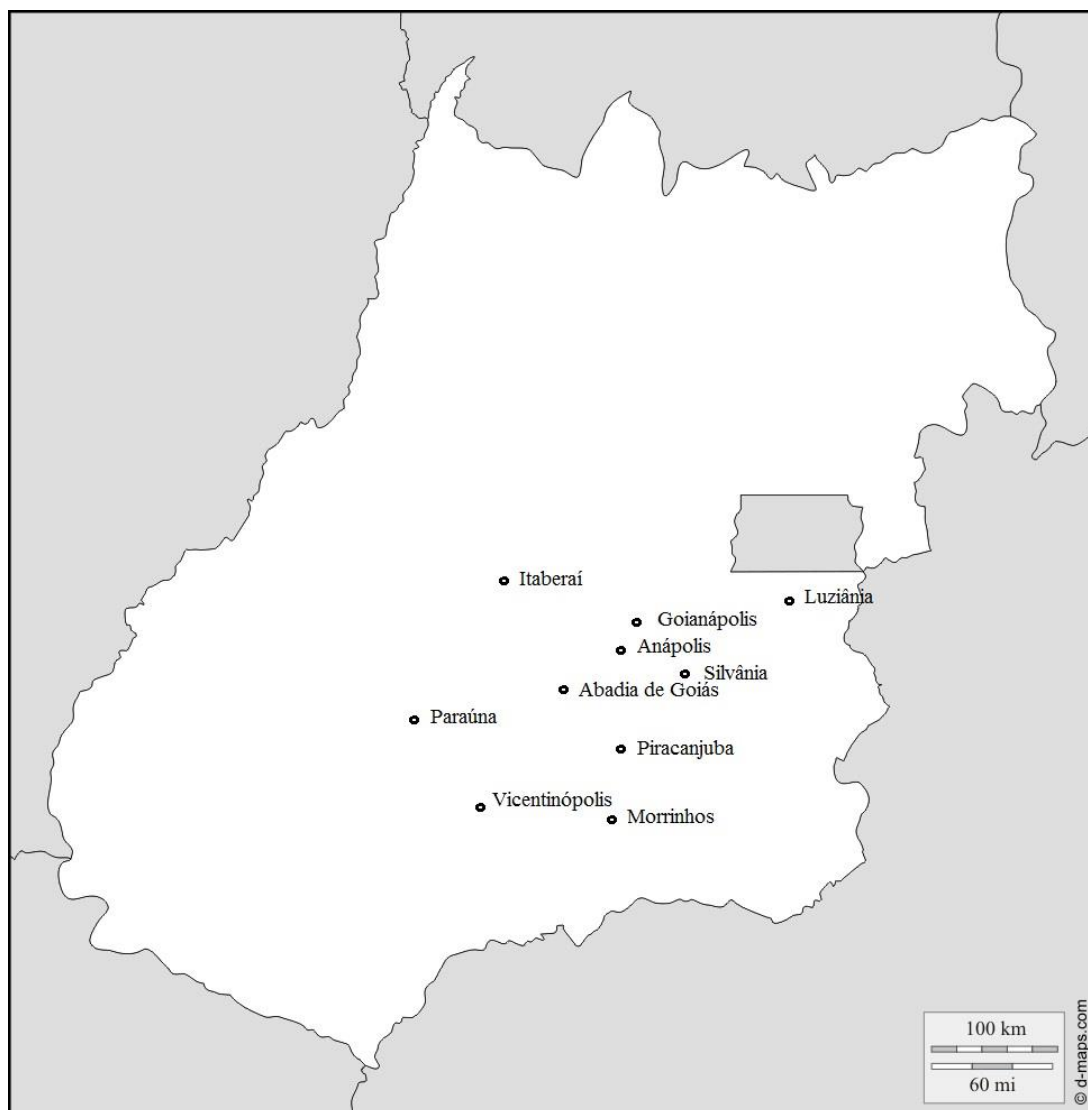 Itaberaí
Luziânia
Goianápolis
Anápolis
Silvânia
Abadia de Goiás
Paraúna
Piracanjuba
Vicentinópolis
Morrinhos
100 km
60 mi
© d-maps.com